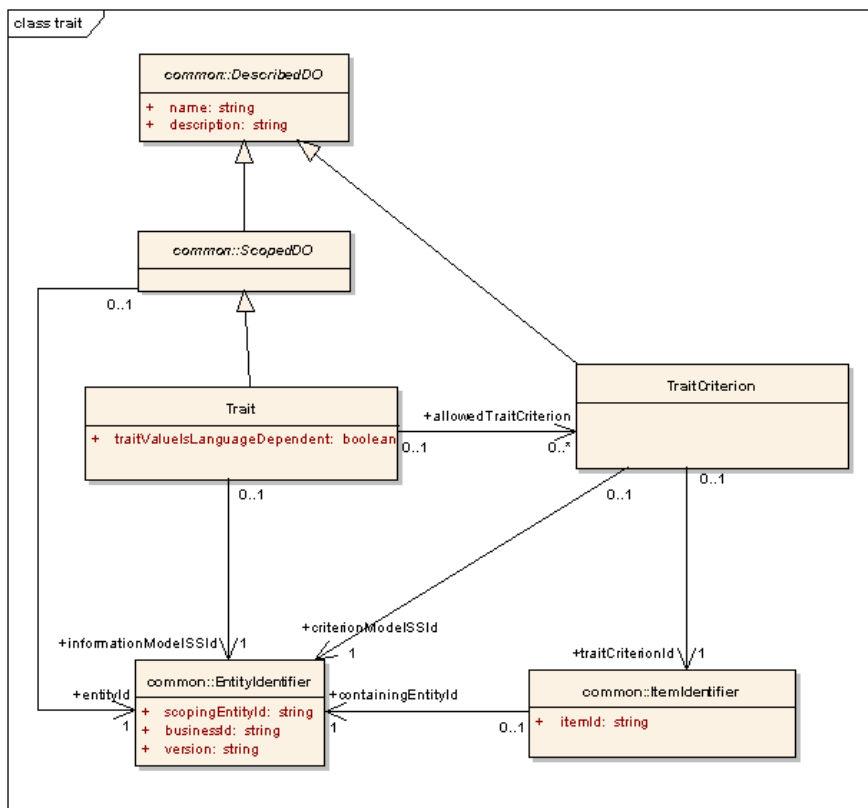 class trait
common::DescribedDO
+ name: string
+ description: string
common::ScopedDO
0..1
TraitCriterion
Trait
+ traitValueIsLanguageDependent: boolean
+allowedTraitCriterion
0..1
0..*
0..1
0..1
0..1
+informationModelSSId
1
+criterionModelSSId
1
+traitCriterionId
1
common::EntityIdentifier
+ scopingEntityId: string
+ businessId: string
+ version: string
+entityId
1
+containingEntityId
1
0..1
common::ItemIdentifier
+ itemId: string